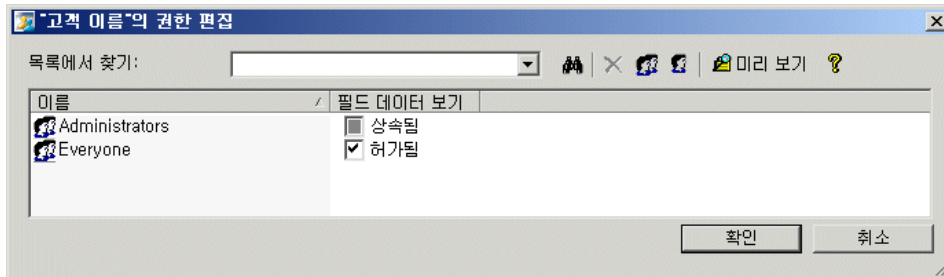 "고객 이름"의 권한 편집
목록에서 찾기: 미리 보기
이름 필드 데이터 보기
Administrators 상속됨
Everyone 허가됨
확인 취소